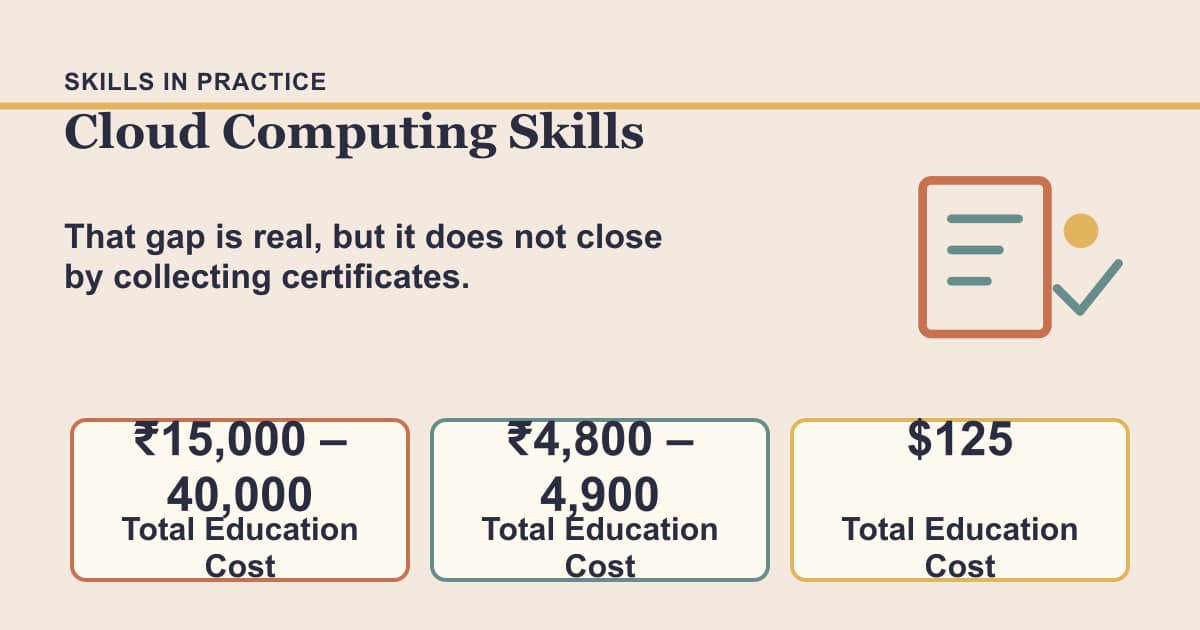 SKILLS IN PRACTICE
Cloud Computing Skills
That gap is real, but it does not close
by collecting certificates.
₹15,000 –
40,000
Total Education
Cost
₹4,800 –
4,900
Total Education
Cost
$125
Total Education
Cost